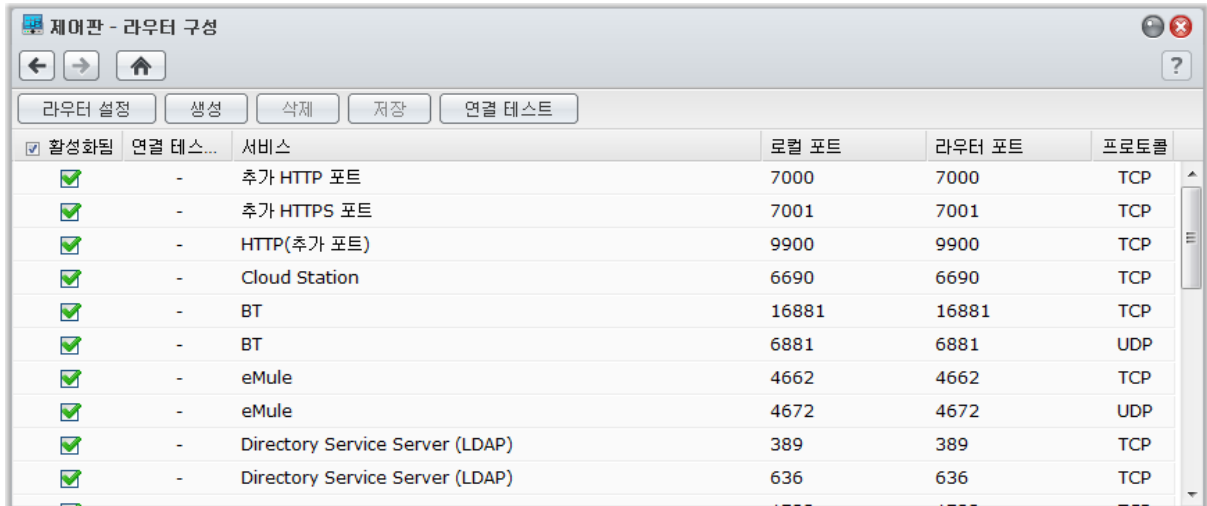 제어판 - 라우터 구성
?
라우터 설정 생성 삭제 저장 연결 테스트
활성화됨 연결 테스... 서비스 로컬 포트 라우터 포트 프로토콜
- 추가 HTTP 포트 7000 7000 TCP
- 추가 HTTPS 포트 7001 7001 TCP
- HTTP(추가 포트) 9900 9900 TCP
- Cloud Station 6690 6690 TCP
- BT 16881 16881 TCP
- BT 6881 6881 UDP
- eMule 4662 4662 TCP
- eMule 4672 4672 UDP
- Directory Service Server (LDAP) 389 389 TCP
- Directory Service Server (LDAP) 636 636 TCP